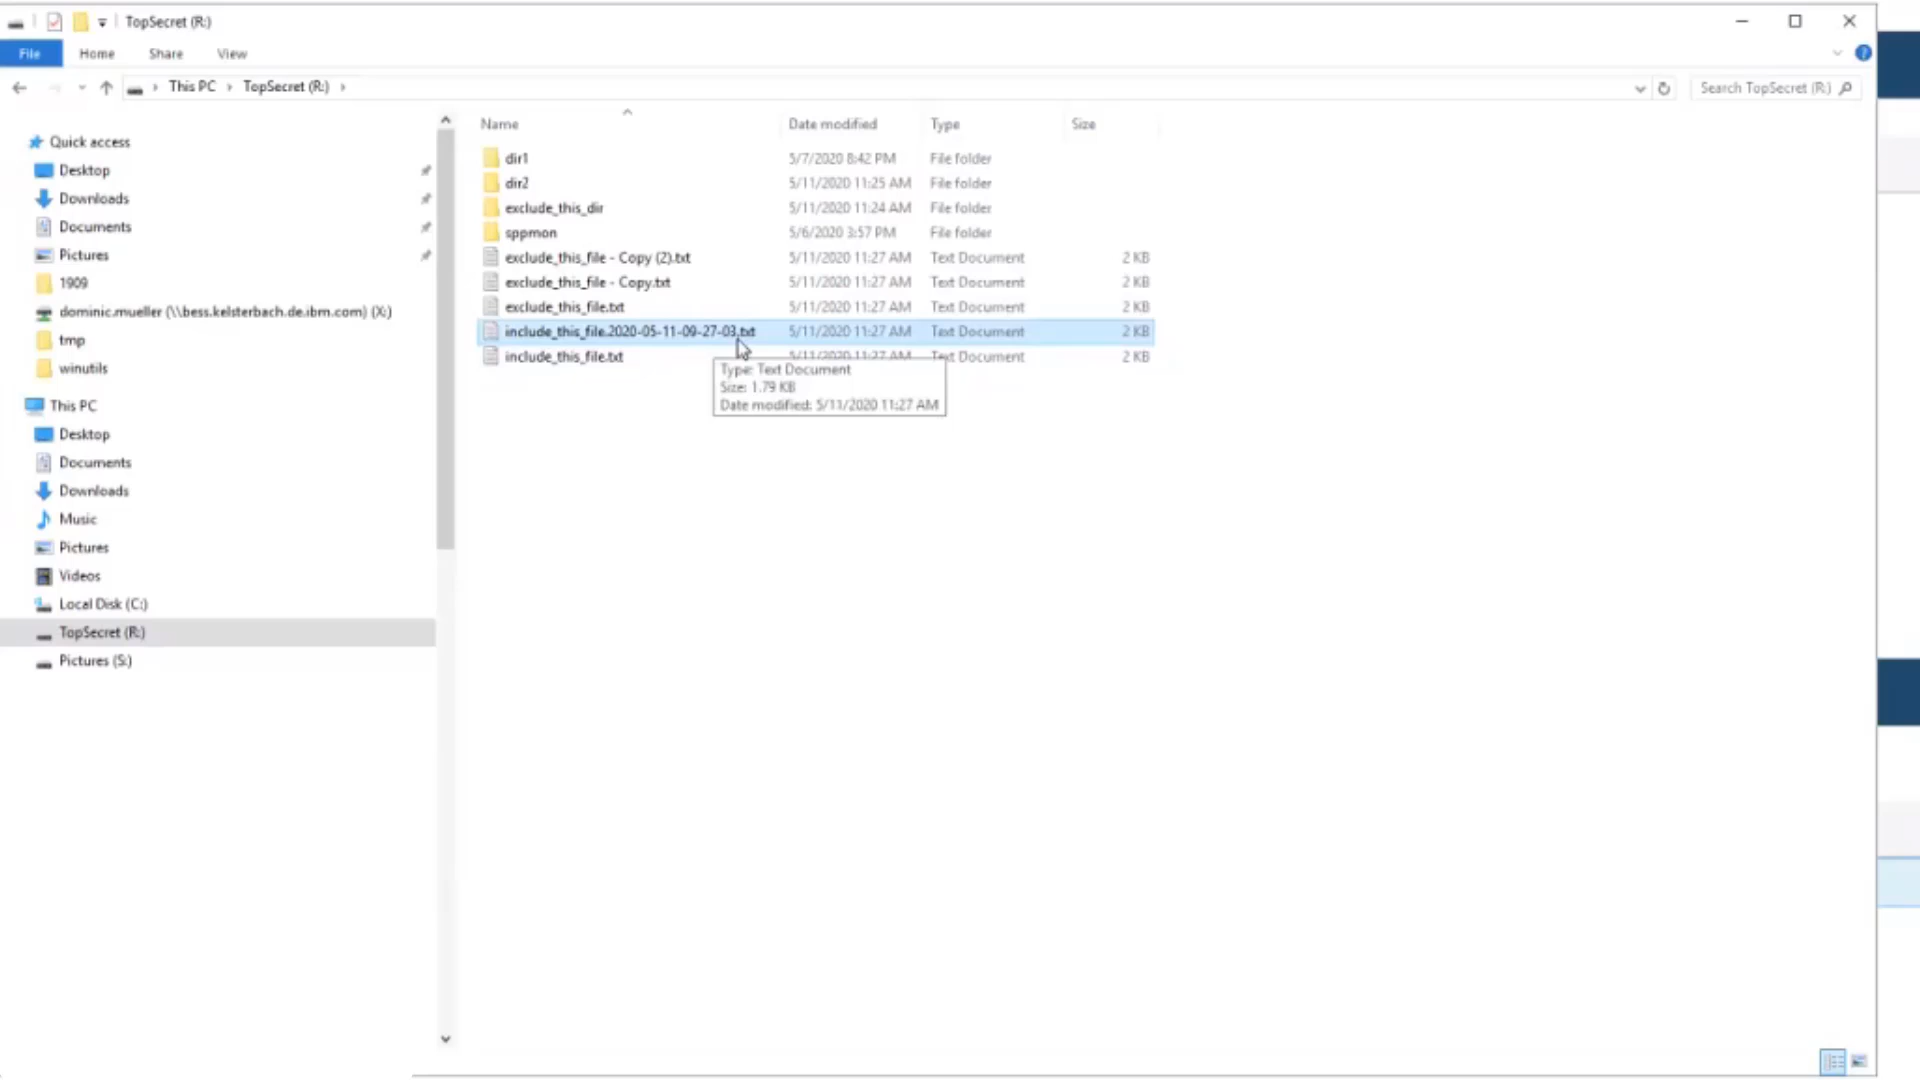 TopSecret (R:)
File Home Share View
This PC › TopSecret (R:) ›
Search TopSecret (R:)
Quick access
Desktop
Downloads
Documents
Pictures
1909
dominic.mueller (\\bess.kelsterbach.de.ibm.com) (X:)
tmp
winutils
This PC
Desktop
Documents
Downloads
Music
Pictures
Videos
Local Disk (C:)
TopSecret (R:)
Pictures (S:)
Name Date modified Type Size
dir1 5/7/2020 8:42 PM File folder
dir2 5/11/2020 11:25 AM File folder
exclude_this_dir 5/11/2020 11:24 AM File folder
sppmon 5/6/2020 3:57 PM File folder
exclude_this_file - Copy (2).txt 5/11/2020 11:27 AM Text Document 2 KB
exclude_this_file - Copy.txt 5/11/2020 11:27 AM Text Document 2 KB
exclude_this_file.txt 5/11/2020 11:27 AM Text Document 2 KB
include_this_file.2020-05-11-09-27-03.txt 5/11/2020 11:27 AM Text Document 2 KB
include_this_file.txt 5/11/2020 11:27 AM Text Document 2 KB
Type: Text Document
Size: 1.79 KB
Date modified: 5/11/2020 11:27 AM